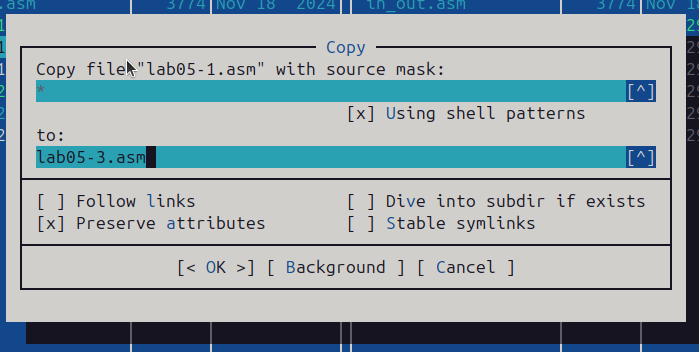 .asm 3774 Nov 18 2024 in_out.asm 3774 Nov 1
Copy
Copy file "lab05-1.asm" with source mask:
* [^]
[x] Using shell patterns
to:
lab05-3.asm [^]
[ ] Follow links [ ] Dive into subdir if exists
[x] Preserve attributes [ ] Stable symlinks
[< OK >] [ Background ] [ Cancel ]